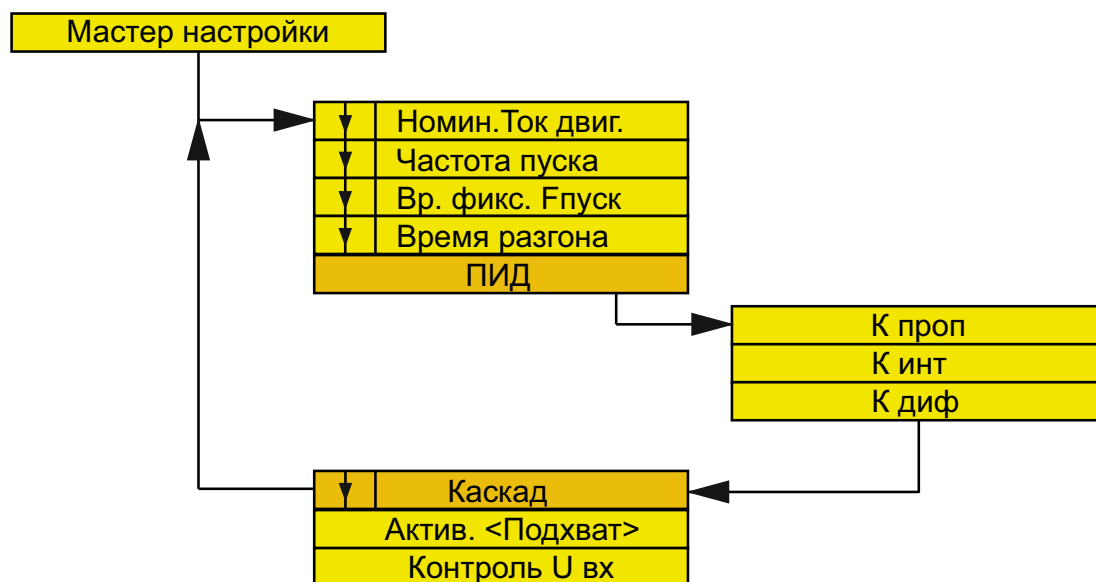 Мастер настройки
Номин.Ток двиг.
Частота пуска
Вр. фикс. Fпуск
Время разгона
ПИД
К проп
К инт
К диф
Каскад
Актив. <Подхват>
Контроль U вх